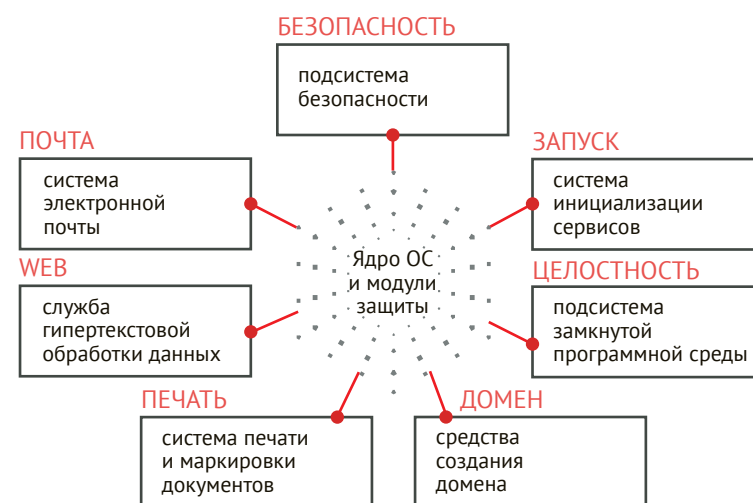 БЕЗОПАСНОСТЬ
подсистема
безопасности
ПОЧТА
система
электронной
почты
ЗАПУСК
система
инициализации
сервисов
Ядро ОС
и модули
защиты
WEB
служба
гипертекстовой
обработки данных
ЦЕЛОСТНОСТЬ
подсистема
замкнутой
программной среды
ПЕЧАТЬ
система печати
и маркировки
документов
ДОМЕН
средства
создания
домена